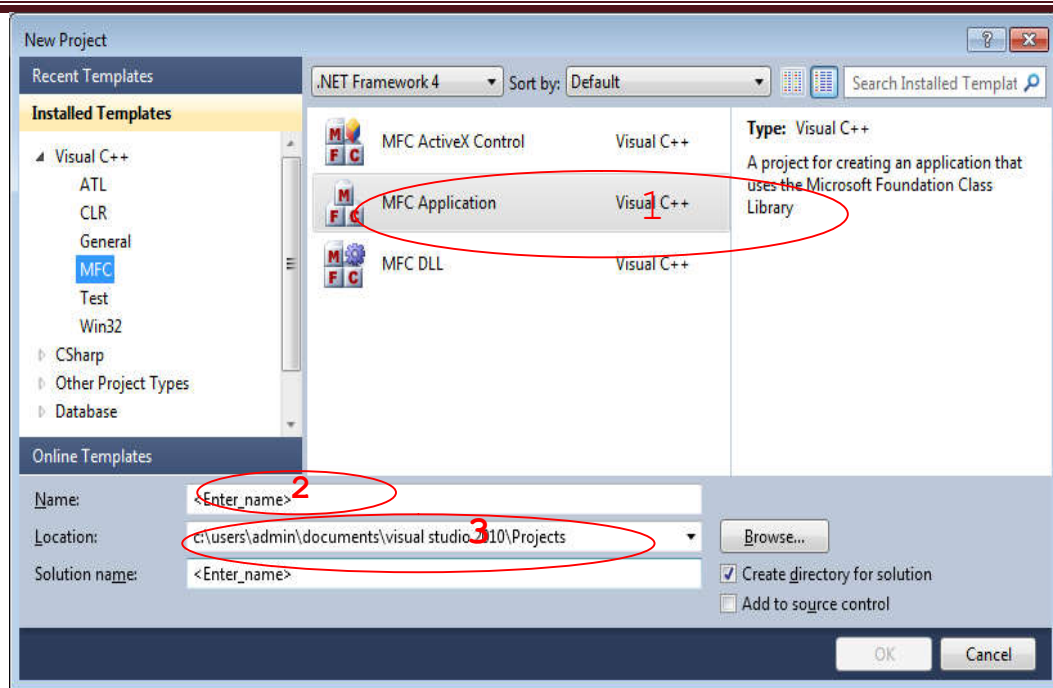 New Project
Recent Templates
.NET Framework 4
Sort by: Default
Search Installed Templat
Installed Templates
Visual C++
ATL
CLR
General
MFC
Test
Win32
CSharp
Other Project Types
Database
Online Templates
MFC ActiveX Control Visual C++
MFC Application Visual C++
1
MFC DLL Visual C++
Type: Visual C++
A project for creating an application that
uses the Microsoft Foundation Class
Library
Name: <Enter_name>
2
Location: c:\users\admin\documents\visual studio 2010\Projects
3
Browse...
Solution name: <Enter_name>
Create directory for solution
Add to source control
OK Cancel